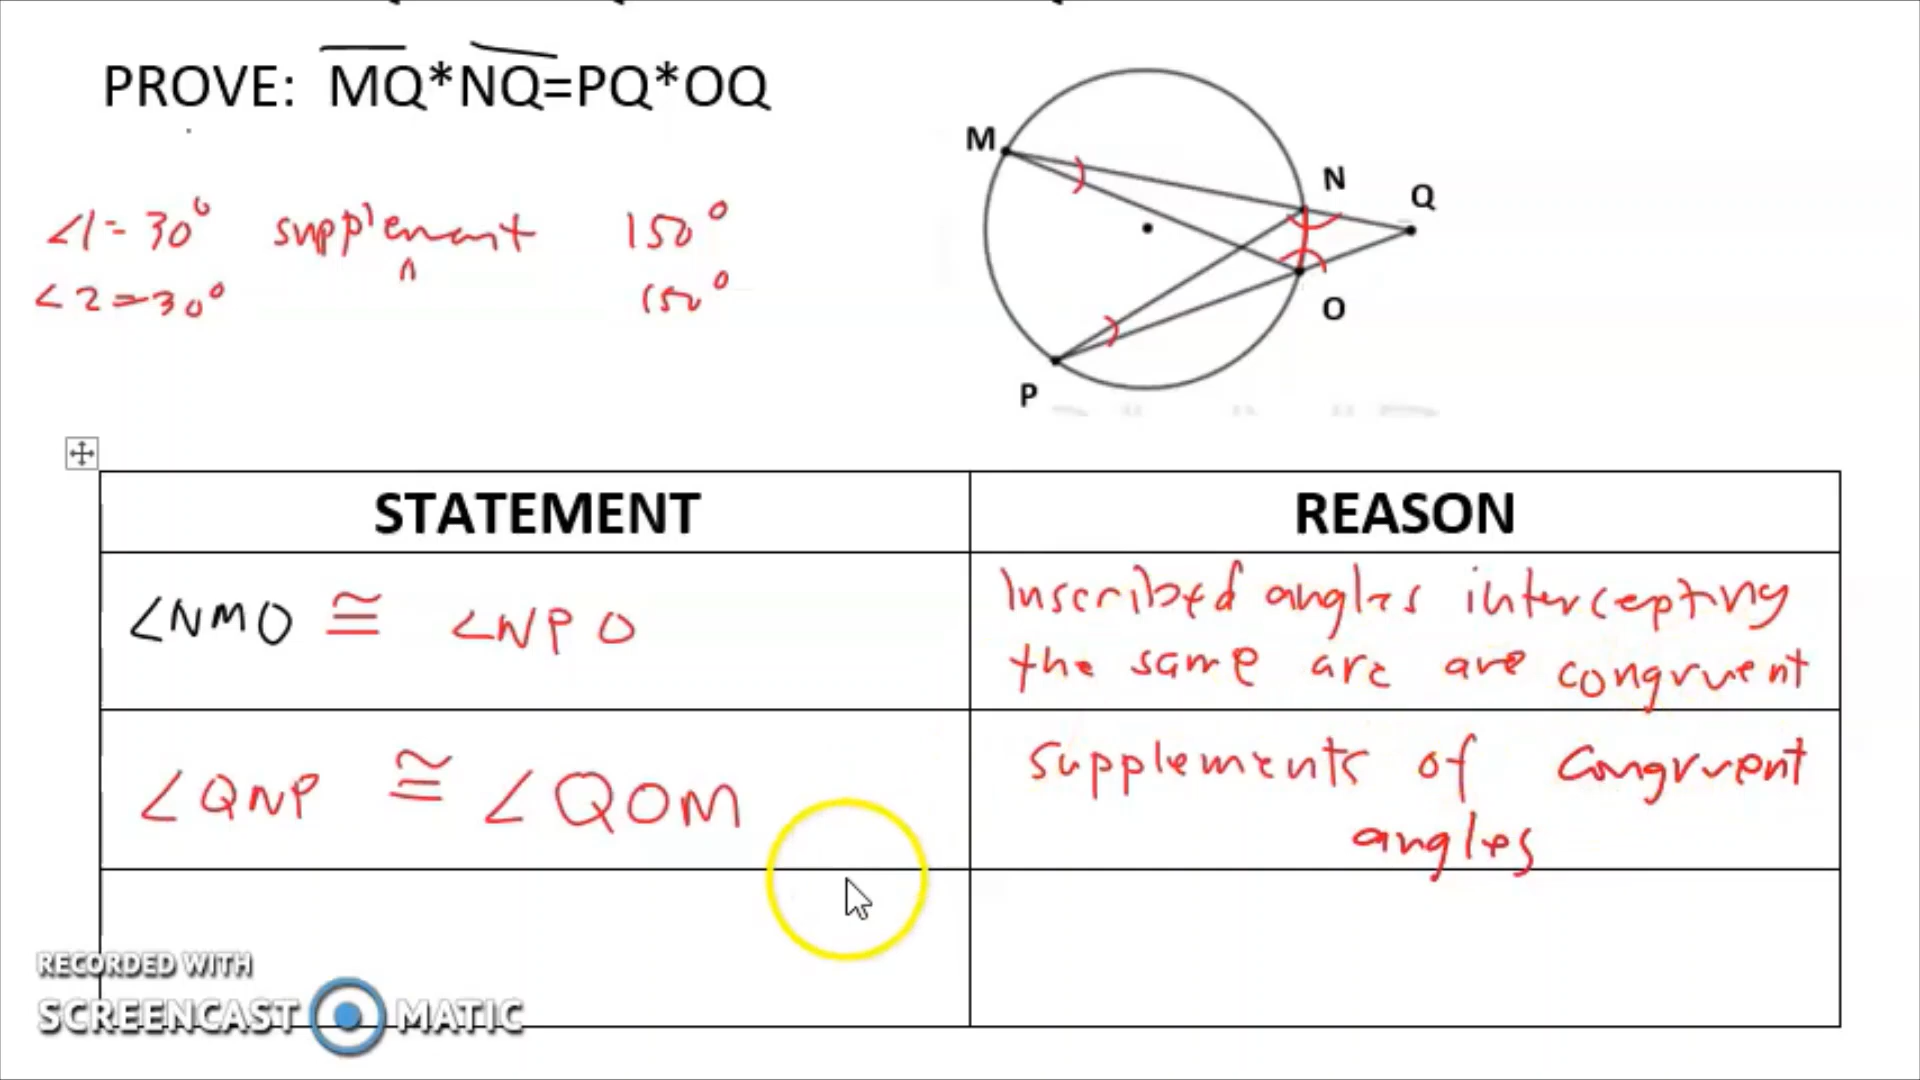 PROVE: MQ*NQ=PQ*OQ
∠1=30° supplement 150°
∠2=30° 150°
M
N
Q
O
P
STATEMENT REASON
∠NMO ≅ ∠NPO
Inscribed angles intercepting
the same arc are congruent
∠QNP ≅ ∠QOM
supplements of congruent
angles
RECORDED WITH
SCREENCAST MATIC